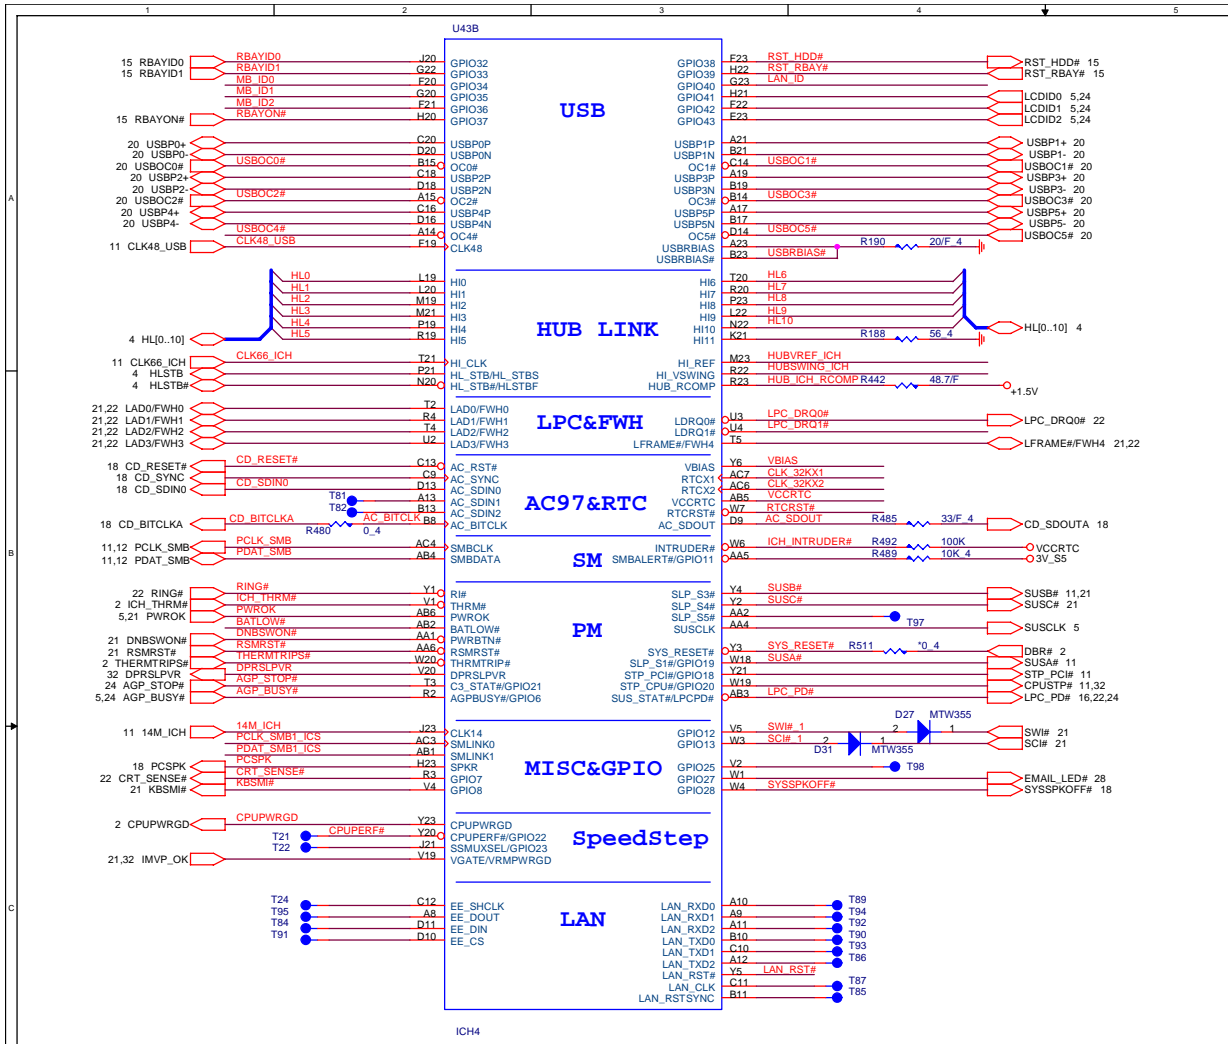 1 2 3 4 5
U43B
15 RBAYID0 RBAYID0 J20 GPIO32 GPIO38 F23 RST_HDD# RST_HDD# 15
15 RBAYID1 RBAYID1 G22 GPIO33 GPIO39 H22 RST_RBAY# RST_RBAY# 15
MB_ID0 F20 GPIO34 GPIO40 G23 LAN_ID
MB_ID1 G20 GPIO35 GPIO41 H21 LCDID0 5,24
MB_ID2 F21 GPIO36 GPIO42 F22 LCDID1 5,24
15 RBAYON# RBAYON# H20 GPIO37 GPIO43 E23 LCDID2 5,24
USB
20 USBP0+ C20 USBP0P USBP1P A21 USBP1+ 20
20 USBP0- D20 USBP0N USBP1N B21 USBP1- 20
20 USBOC0# USBOC0# B15 OC0# OC1# C14 USBOC1# USBOC1# 20
20 USBP2+ C18 USBP2P USBP3P A19 USBP3+ 20
20 USBP2- D18 USBP2N USBP3N B19 USBP3- 20
A
20 USBOC2# USBOC2# A15 OC2# OC3# B14 USBOC3# USBOC3# 20
20 USBP4+ C16 USBP4P USBP5P A17 USBP5+ 20
20 USBP4- D16 USBP4N USBP5N B17 USBP5- 20
USBOC4# A14 OC4# OC5# D14 USBOC5# USBOC5# 20
11 CLK48_USB CLK48_USB F19 CLK48 USBRBIAS A23 R190 20/F_4
USBRBIAS# B23 USBRBIAS#
HL0 L19 HI0 HI6 T20 HL6
HL1 L20 HI1 HI7 R20 HL7
HL2 M19 HI2 HI8 P23 HL8
HL3 M21 HI3 HI9 L22 HL9
HL4 P19 HI4 HI10 N22 HL10 HL[0..10] 4
4 HL[0..10] HL5 R19 HI5 HI11 K21 R188 56_4
HUB LINK
11 CLK66_ICH CLK66_ICH T21 HI_CLK HI_REF M23 HUBVREF_ICH
4 HLSTB P21 HL_STB/HL_STBS HI_VSWING R22 HUBSWING_ICH
4 HLSTB# N20 HL_STB#/HLSTBF HUB_RCOMP R23 HUB_ICH_RCOMP R442 48.7/F +1.5V
21,22 LAD0/FWH0 T2 LAD0/FWH0
21,22 LAD1/FWH1 R4 LAD1/FWH1 LDRQ0# U3 LPC_DRQ0# LPC_DRQ0# 22
21,22 LAD2/FWH2 T4 LAD2/FWH2 LDRQ1# U4 LPC_DRQ1#
21,22 LAD3/FWH3 U2 LAD3/FWH3 LFRAME#/FWH4 T5 LFRAME#/FWH4 21,22
LPC&FWH
18 CD_RESET# CD_RESET# C13 AC_RST# VBIAS Y6 VBIAS
18 CD_SYNC C9 AC_SYNC RTCX1 AC7 CLK_32KX1
18 CD_SDIN0 CD_SDIN0 D13 AC_SDIN0 RTCX2 AC6 CLK_32KX2
T81 A13 AC_SDIN1 VCCRTC AB5 VCCRTC
T82 B13 AC_SDIN2 RTCRST# W7 RTCRST#
18 CD_BITCLKA CD_BITCLKA R480 0_4 AC_BITCLK B8 AC_BITCLK AC_SDOUT D9 AC_SDOUT R485 33/F_4 CD_SDOUTA 18
AC97&RTC
B
11,12 PCLK_SMB PCLK_SMB AC4 SMBCLK INTRUDER# W6 ICH_INTRUDER# R492 100K VCCRTC
11,12 PDAT_SMB PDAT_SMB AB4 SMBDATA SMBALERT#/GPIO11 AA5 R489 10K_4 3V_S5
SM
22 RING# RING# Y1 RI# SLP_S3# Y4 SUSB# SUSB# 11,21
2 ICH_THRM# ICH_THRM# V1 THRM# SLP_S4# Y2 SUSC# SUSC# 21
5,21 PWROK PWROK AB6 PWROK SLP_S5# AA2 T97
BATLOW# AB2 BATLOW# SUSCLK AA4 SUSCLK 5
PM
21 DNBSWON# DNBSWON# AA1 PWRBTN#
21 RSMRST# RSMRST# AA6 RSMRST# SYS_RESET# Y3 SYS_RESET# R511 *0_4 DBR# 2
2 THERMTRIPS# THERMTRIPS# W20 THRMTRIP# SLP_S1#/GPIO19 W18 SUSA# SUSA# 11
32 DPRSLPVR DPRSLPVR V20 DPRSLPVR STP_PCI#/GPIO18 Y21 STP_PCI# 11
24 AGP_STOP# AGP_STOP# T3 C3_STAT#/GPIO21 STP_CPU#/GPIO20 W19 CPUSTP# 11,32
5,24 AGP_BUSY# AGP_BUSY# R2 AGPBUSY#/GPIO6 SUS_STAT#/LPCPD# AB3 LPC_PD# LPC_PD# 16,22,24
11 14M_ICH 14M_ICH J23 CLK14 GPIO12 V5 SWI#_1 2 D27 MTW355 1 SWI# 21
PCLK_SMB1_ICS AC3 SMLINK0 GPIO13 W3 SCI#_1 2 D31 1 MTW355 SCI# 21
PDAT_SMB1_ICS AB1 SMLINK1
18 PCSPK PCSPK H23 SPKR GPIO25 V2 T98
22 CRT_SENSE# CRT_SENSE# R3 GPIO7 GPIO27 W1 EMAIL_LED# 28
21 KBSMI# KBSMI# V4 GPIO8 GPIO28 W4 SYSSPKOFF# SYSSPKOFF# 18
MISC&GPIO
2 CPUPWRGD CPUPWRGD Y23 CPUPWRGD
T21 CPUPERF# Y20 CPUPERF#/GPIO22
T22 J21 SSMUXSEL/GPIO23
21,32 IMVP_OK V19 VGATE/VRMPWRGD
SpeedStep
C
T24 C12 EE_SHCLK LAN_RXD0 A10 T89
T95 A8 EE_DOUT LAN_RXD1 A9 T94
T84 D11 EE_DIN LAN_RXD2 A11 T92
T91 D10 EE_CS LAN_TXD0 B10 T90
LAN
LAN_TXD1 C10 T93
LAN_TXD2 A12 T86
LAN_RST# Y5 LAN_RST#
LAN_CLK C11 T87
LAN_RSTSYNC B11 T85
ICH4